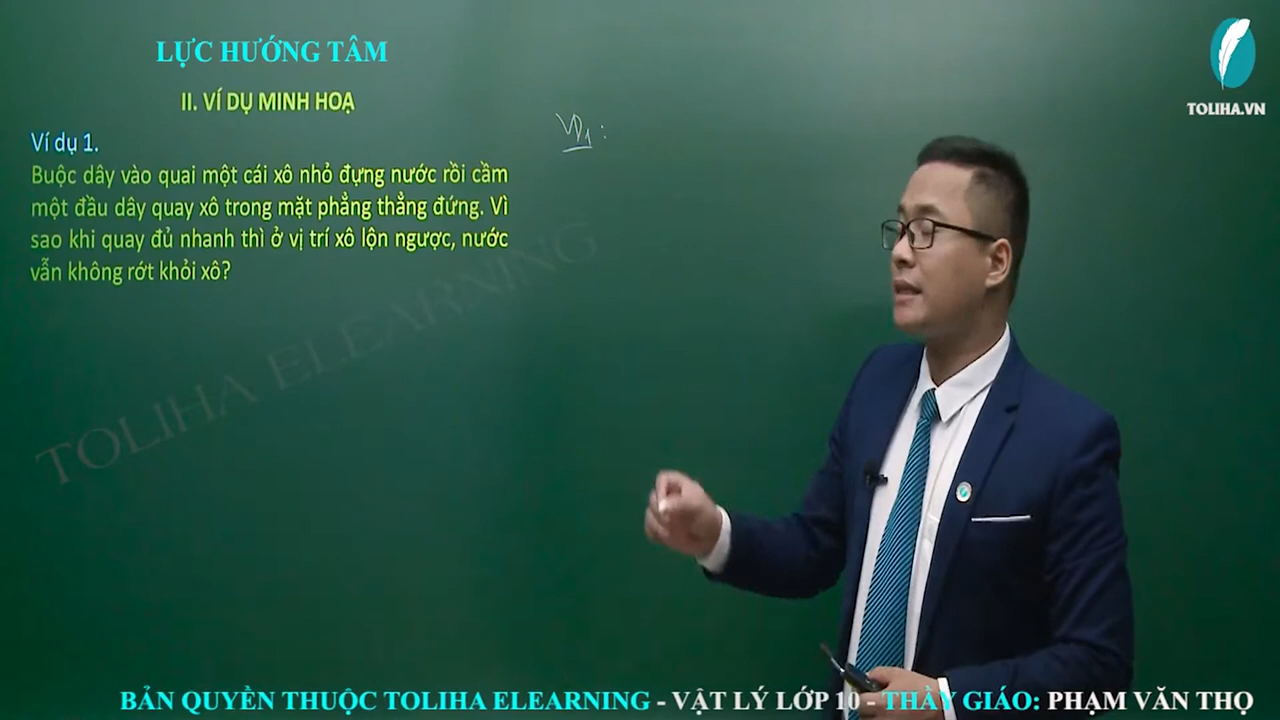 LỰC HƯỚNG TÂM
TOLIHA.VN
II. VÍ DỤ MINH HOẠ
VD1:
Ví dụ 1.
Buộc dây vào quai một cái xô nhỏ đựng nước rồi cầm
một đầu dây quay xô trong mặt phẳng thẳng đứng. Vì
sao khi quay đủ nhanh thì ở vị trí xô lộn ngược, nước
vẫn không rớt khỏi xô?
TOLIHA ELEARNING
BẢN QUYỀN THUỘC TOLIHA ELEARNING - VẬT LÝ LỚP 10 - THẦY GIÁO: PHẠM VĂN THỌ